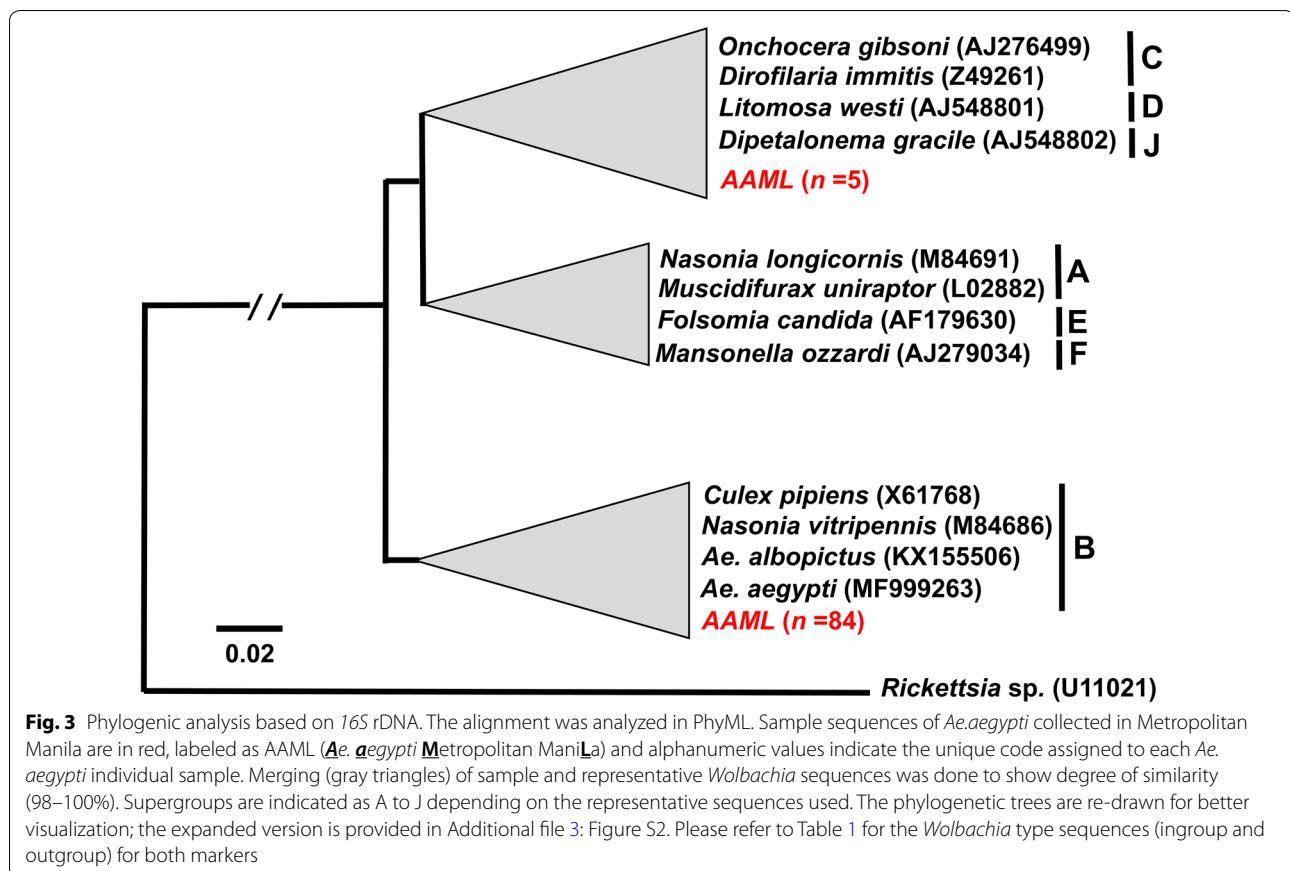 Onchocera gibsoni (AJ276499)
Dirofilaria immitis (Z49261)
C
Litomosa westi (AJ548801)
D
Dipetalonema gracile (AJ548802)
J
AAML (n =5)
Nasonia longicornis (M84691)
Muscidifurax uniraptor (L02882)
A
Folsomia candida (AF179630)
E
Mansonella ozzardi (AJ279034)
F
//
Culex pipiens (X61768)
Nasonia vitripennis (M84686)
Ae. albopictus (KX155506)
Ae. aegypti (MF999263)
B
AAML (n =84)
0.02
Rickettsia sp. (U11021)
Fig. 3 Phylogenic analysis based on 16S rDNA. The alignment was analyzed in PhyML. Sample sequences of Ae.aegypti collected in Metropolitan
Manila are in red, labeled as AAML (Ae. aegypti Metropolitan ManiLa) and alphanumeric values indicate the unique code assigned to each Ae.
aegypti individual sample. Merging (gray triangles) of sample and representative Wolbachia sequences was done to show degree of similarity
(98–100%). Supergroups are indicated as A to J depending on the representative sequences used. The phylogenetic trees are re-drawn for better
visualization; the expanded version is provided in Additional file 3: Figure S2. Please refer to Table 1 for the Wolbachia type sequences (ingroup and
outgroup) for both markers